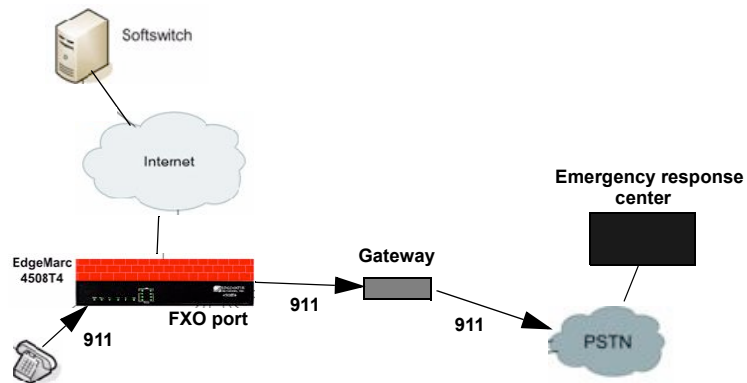 Softswitch
Internet
Emergency response
center
EdgeMarc
4508T4
Gateway
911
FXO port
911
911
PSTN